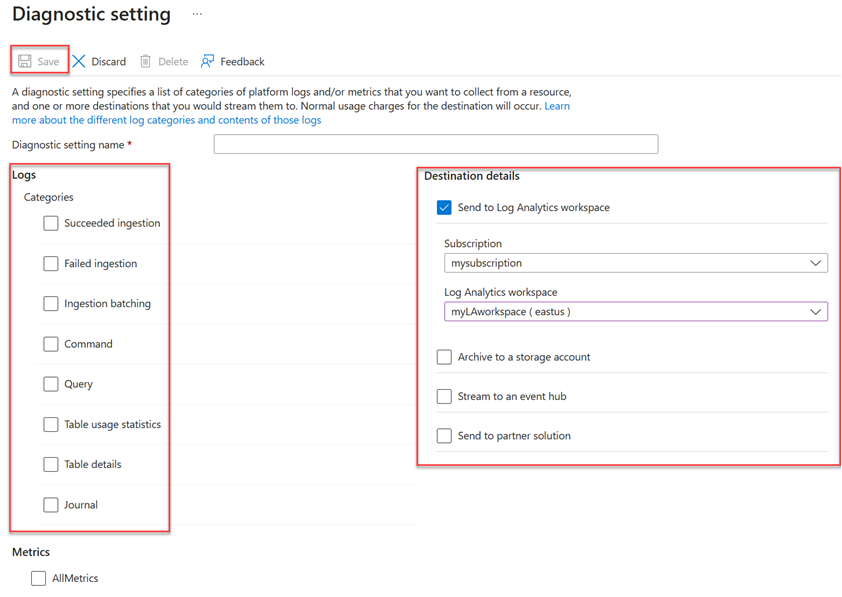 Diagnostic setting ...
Save Discard Delete Feedback
A diagnostic setting specifies a list of categories of platform logs and/or metrics that you want to collect from a resource,
and one or more destinations that you would stream them to. Normal usage charges for the destination will occur. Learn
more about the different log categories and contents of those logs
Diagnostic setting name *
Logs
Categories
Succeeded ingestion
Failed ingestion
Ingestion batching
Command
Query
Table usage statistics
Table details
Journal
Metrics
AllMetrics
Destination details
Send to Log Analytics workspace
Subscription
mysubscription
Log Analytics workspace
myLAworkspace ( eastus )
Archive to a storage account
Stream to an event hub
Send to partner solution